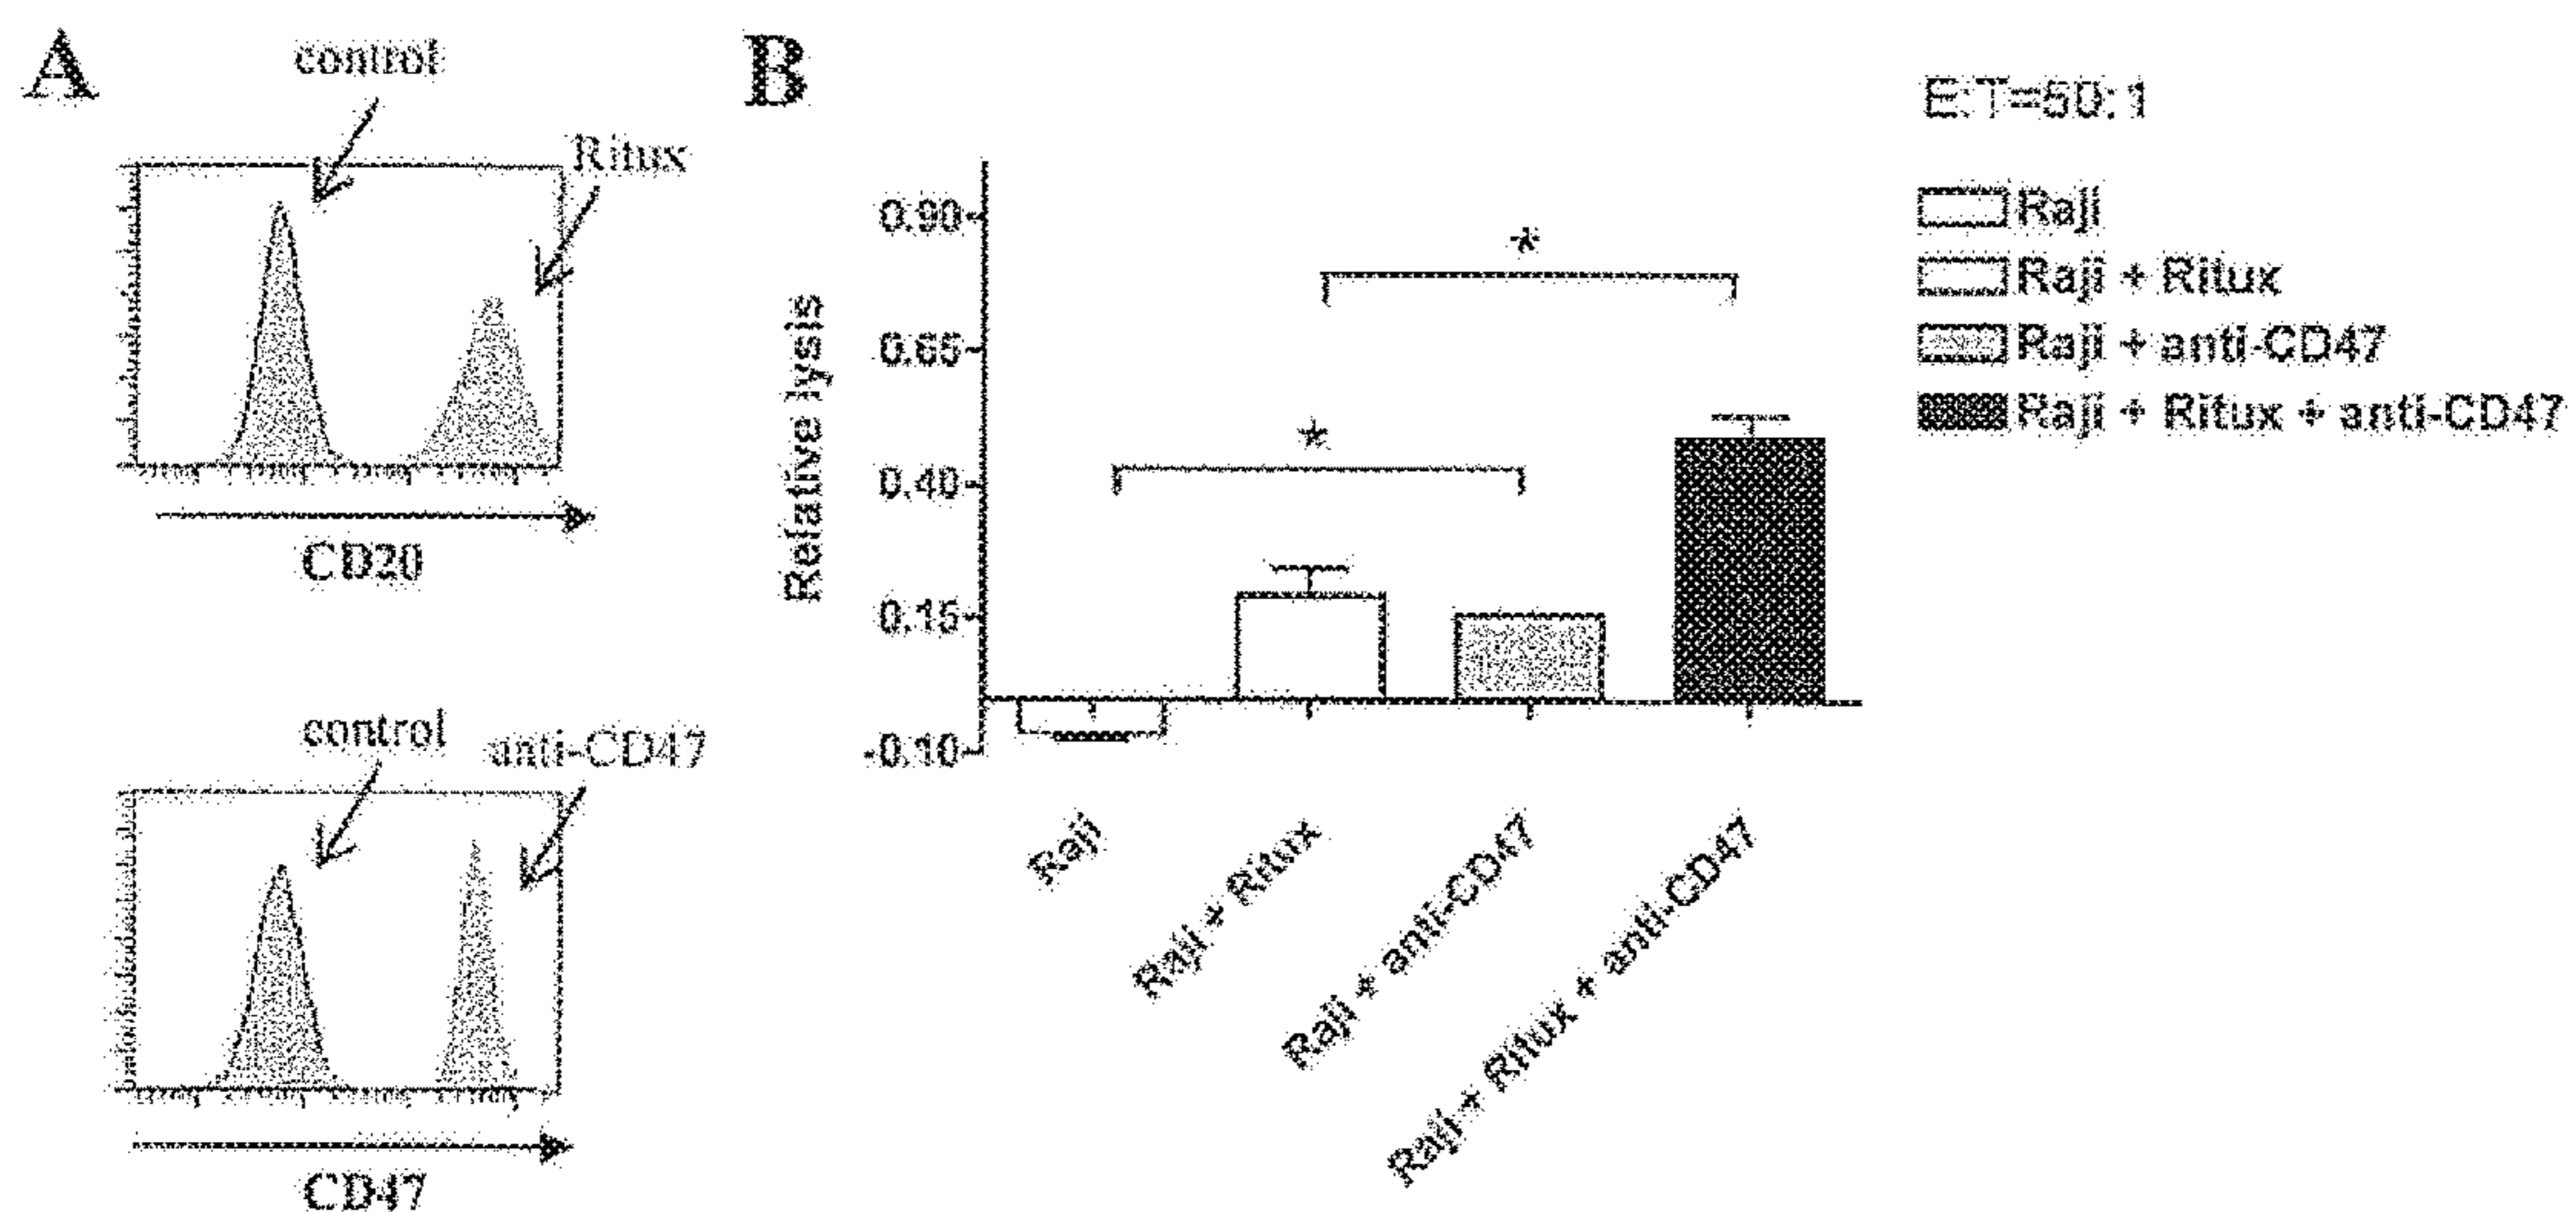 A
control
Ritux
CD20
control
anti-CD47
CD47
B
E:T=50:1
Raji
Raji + Ritux
Raji + anti-CD47
Raji + Ritux + anti-CD47
Relative lysis
0.90
0.65
0.40
0.15
-0.10
*
*
Raji
Raji + Ritux
Raji + anti-CD47
Raji + Ritux + anti-CD47